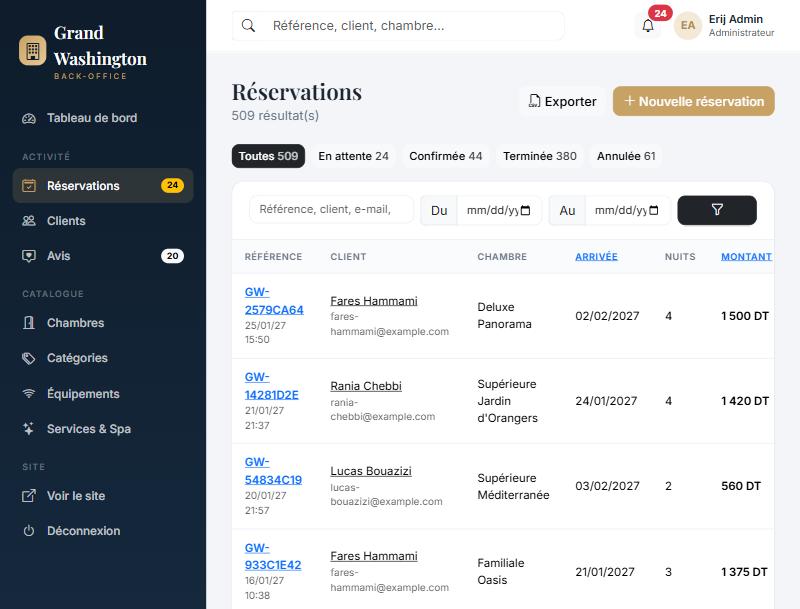 Grand
Washington
BACK-OFFICE
Tableau de bord
ACTIVITÉ
Réservations 24
Clients
Avis 20
CATALOGUE
Chambres
Catégories
Équipements
Services & Spa
SITE
Voir le site
Déconnexion
Référence, client, chambre...
24
EA
Erij Admin
Administrateur
Réservations
509 résultat(s)
Exporter
Nouvelle réservation
Toutes 509 En attente 24 Confirmée 44 Terminée 380 Annulée 61
Référence, client, e-mail, Du mm/dd/yy Au mm/dd/yy
RÉFÉRENCE CLIENT CHAMBRE ARRIVÉE NUITS MONTANT
GW-
2579CA64
25/01/27
15:50
Fares Hammami
fares-
hammami@example.com
Deluxe
Panorama
02/02/2027
4
1 500 DT
GW-
14281D2E
21/01/27
21:37
Rania Chebbi
rania-
chebbi@example.com
Supérieure
Jardin
d'Orangers
24/01/2027
4
1 420 DT
GW-
54834C19
20/01/27
21:57
Lucas Bouazizi
lucas-
bouazizi@example.com
Supérieure
Méditerranée
03/02/2027
2
560 DT
GW-
933C1E42
16/01/27
10:38
Fares Hammami
fares-
hammami@example.com
Familiale
Oasis
21/01/2027
3
1 375 DT